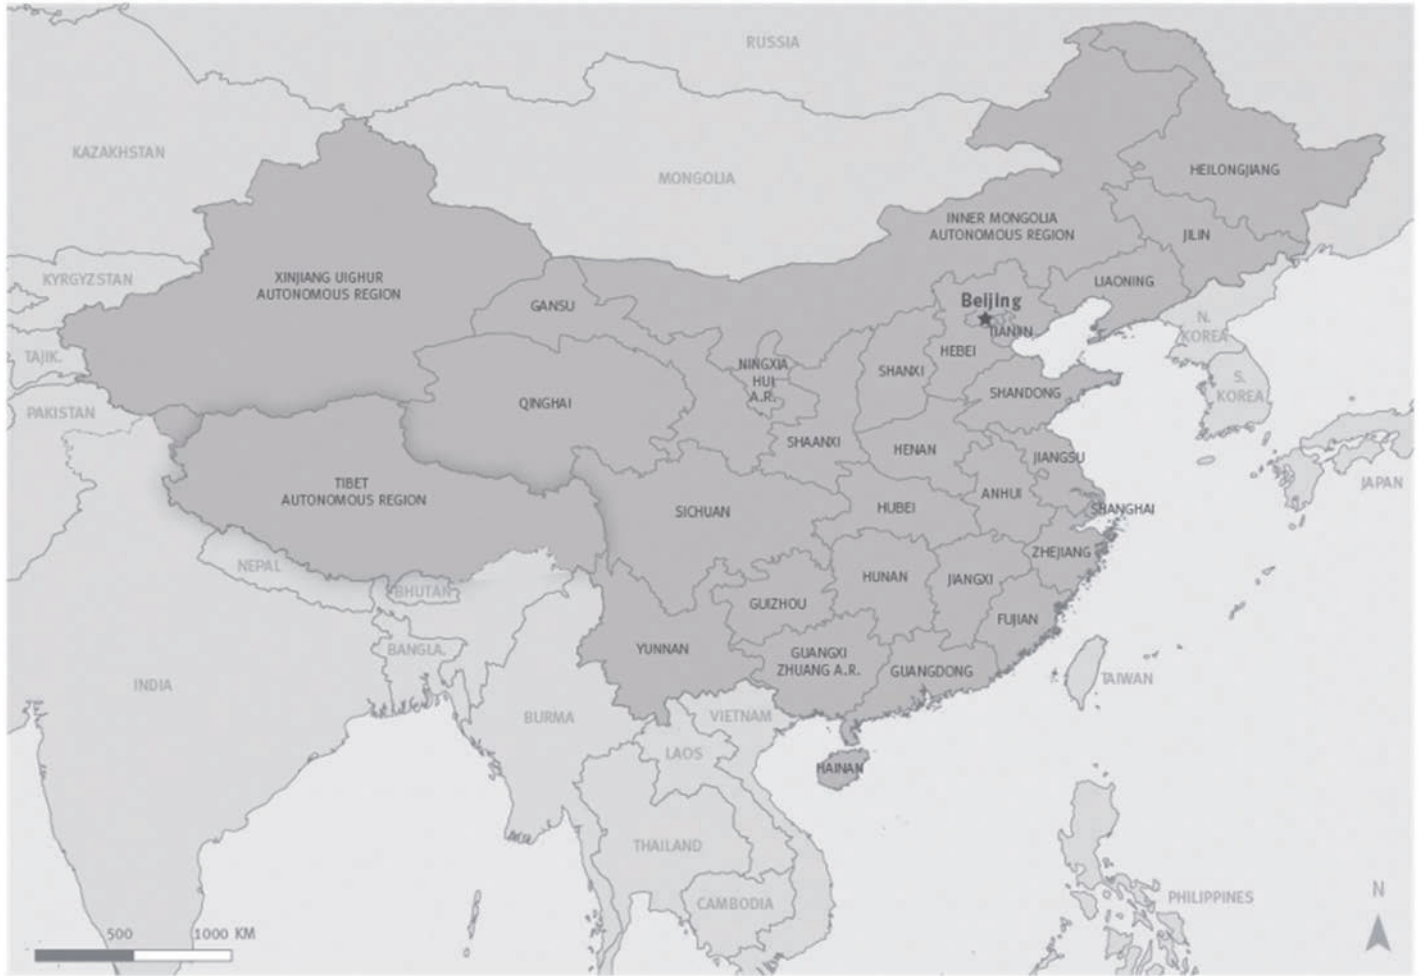 RUSSIA
KAZAKHSTAN
MONGOLIA
HEILONGJIANG
INNER MONGOLIA
AUTONOMOUS REGION
JILIN
KYRGYZSTAN
XINJIANG UIGHUR
AUTONOMOUS REGION
GANSU
LIAONING
Beijing
TIANJIN
N.
KOREA
TAJIK.
HEBEI
NINGXIA
HUI
A.R.
SHANXI
SHANDONG
S.
KOREA
PAKISTAN
QINGHAI
SHAANXI
HENAN
JIANGSU
JAPAN
TIBET
AUTONOMOUS REGION
SICHUAN
HUBEI
ANHUI
SHANGHAI
ZHEJIANG
NEPAL
BHUTAN
HUNAN
JIANGXI
GUIZHOU
FUJIAN
BANGLA.
YUNNAN
GUANGXI
ZHUANG A.R.
GUANGDONG
TAIWAN
INDIA
BURMA
VIETNAM
LAOS
HAINAN
THAILAND
CAMBODIA
PHILIPPINES
N
500 1000 KM